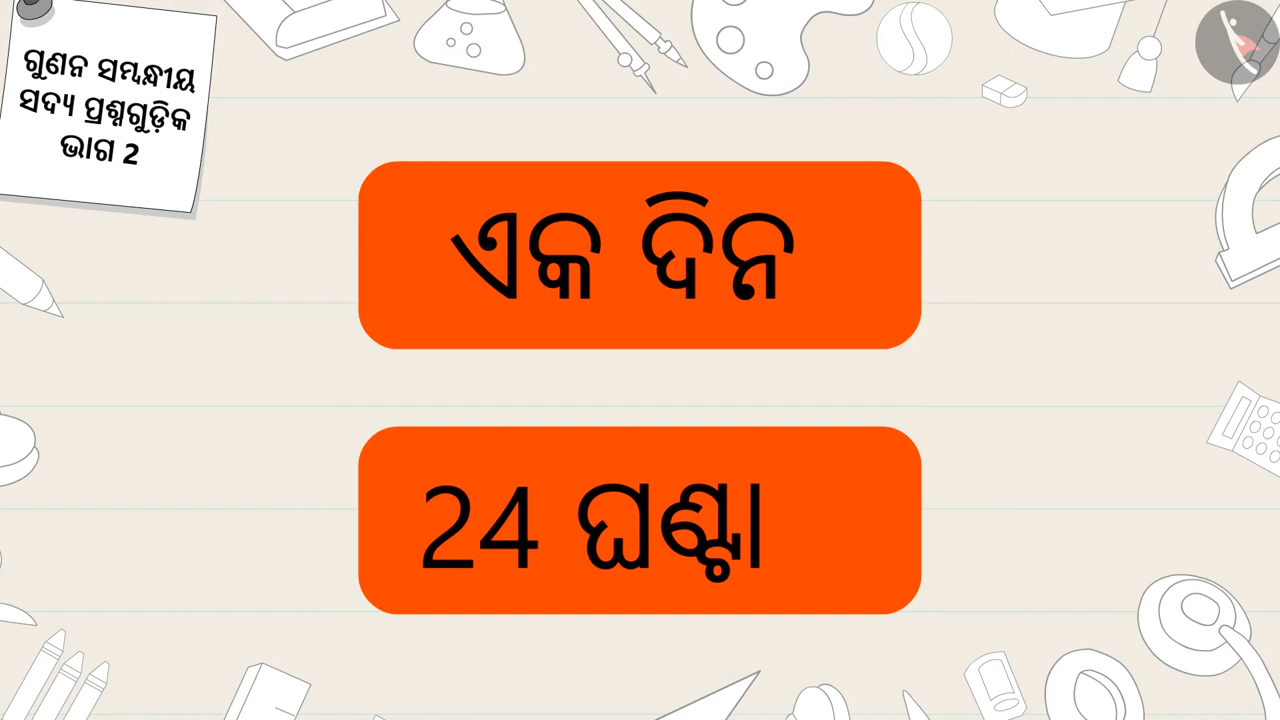 ଗୁଣନ ସମ୍ବନ୍ଧୀୟ
ସଦ୍ୟ ପ୍ରଶ୍ନଗୁଡ଼ିକ
ଭାଗ 2
ଏକ ଦିନ
24 ଘଣ୍ଟା